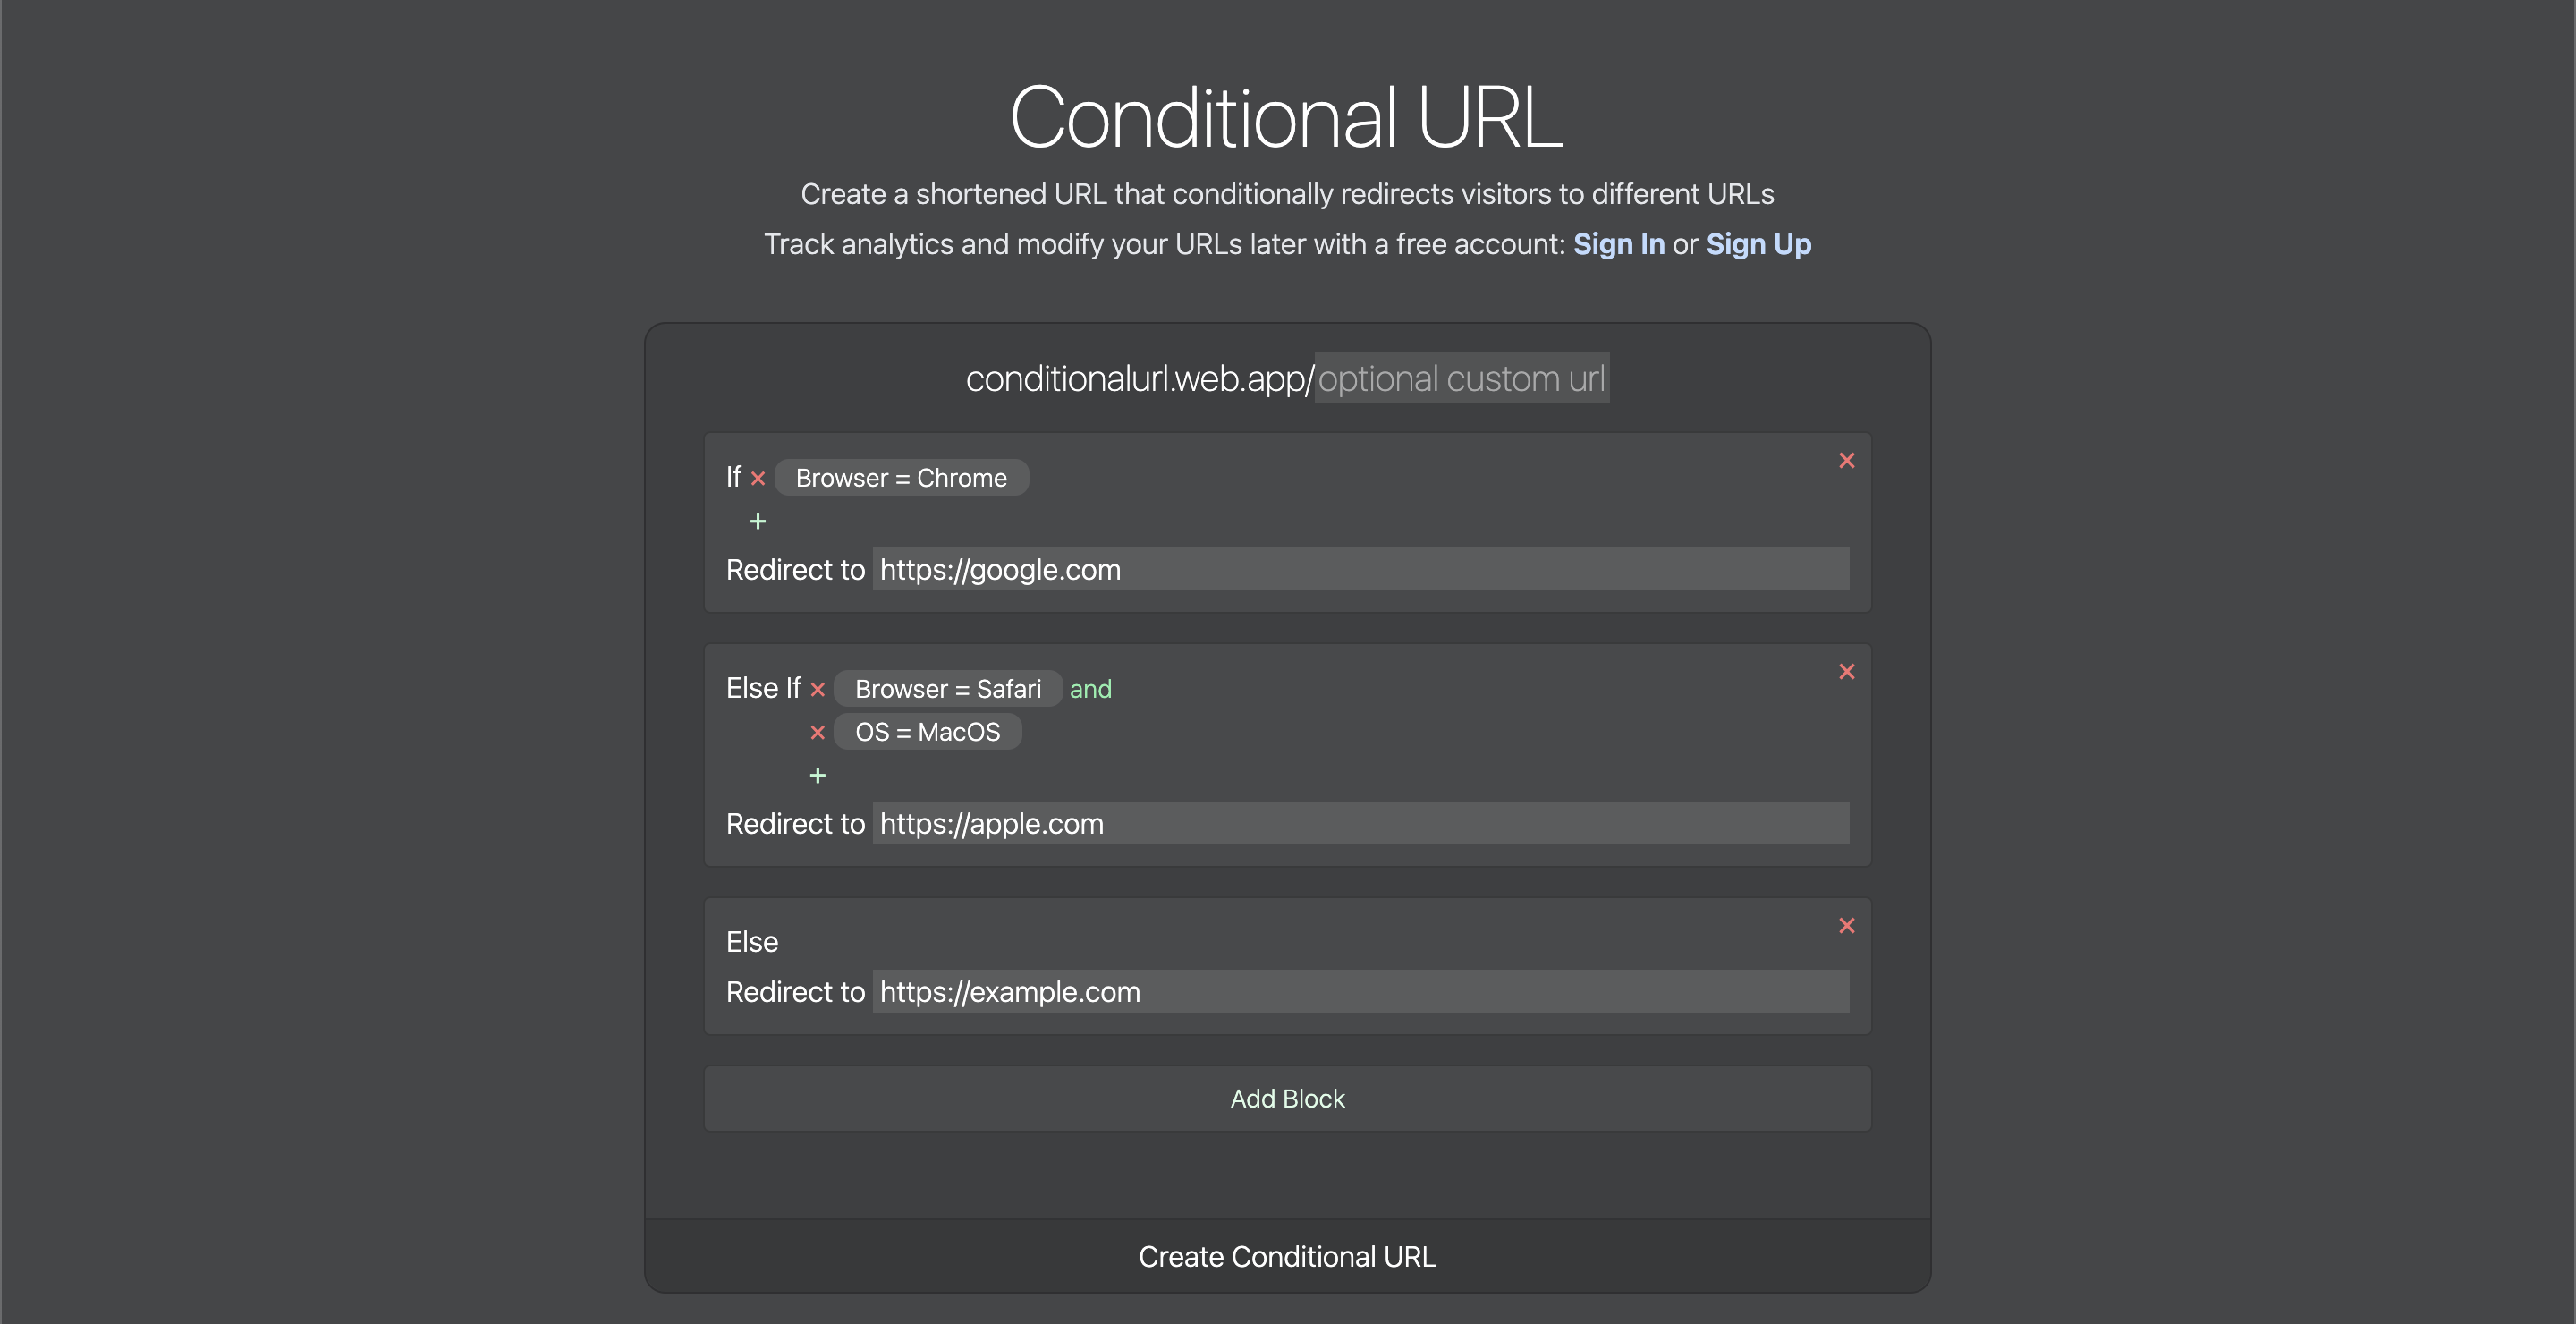 Conditional URL
Create a shortened URL that conditionally redirects visitors to different URLs
Track analytics and modify your URLs later with a free account: Sign In or Sign Up
conditionalurl.web.app/optional custom url
If × Browser = Chrome ×
+
Redirect to https://google.com
Else If × Browser = Safari and ×
× OS = MacOS
+
Redirect to https://apple.com
Else ×
Redirect to https://example.com
Add Block
Create Conditional URL